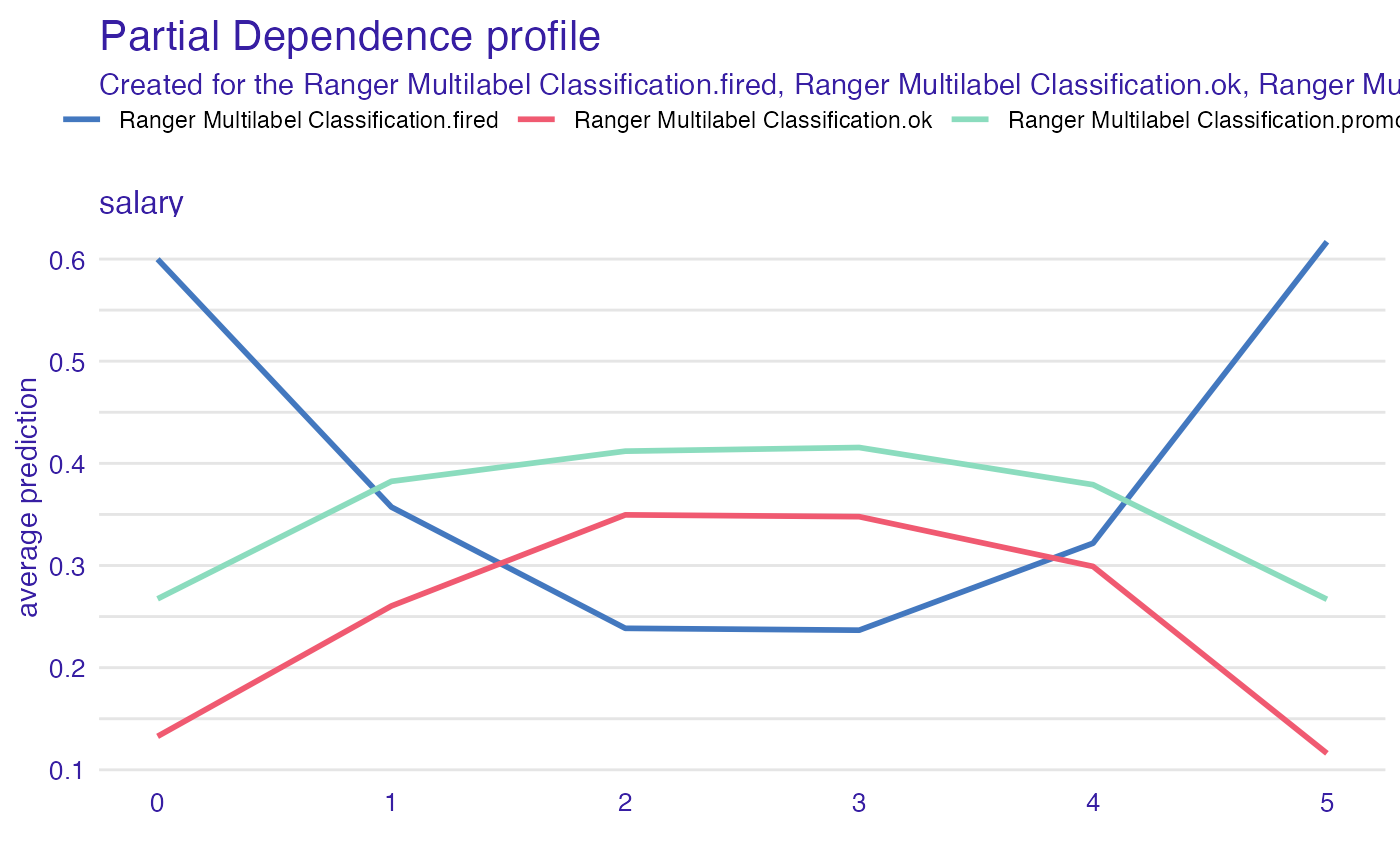 Partial Dependence profile
Created for the Ranger Multilabel Classification.fired, Ranger Multilabel Classification.ok, Ranger Mu
Ranger Multilabel Classification.fired Ranger Multilabel Classification.ok Ranger Multilabel Classification.promo
salary
average prediction
0.6
0.5
0.4
0.3
0.2
0.1
0 1 2 3 4 5